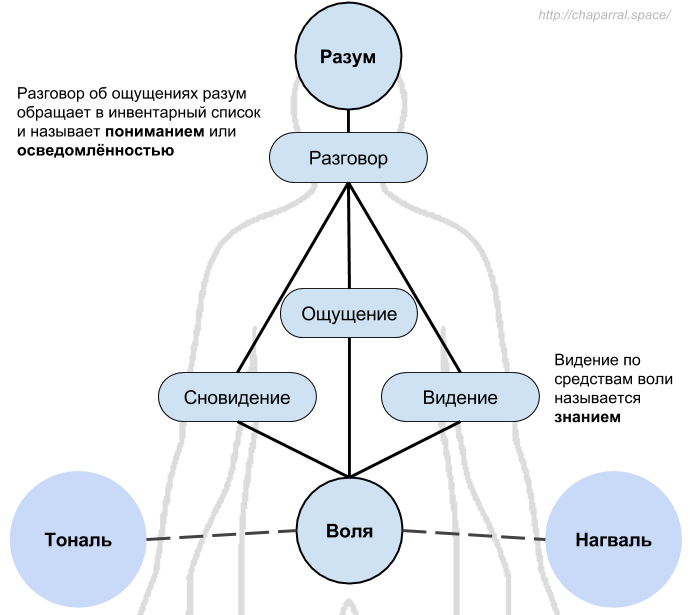 http://chaparral.space/
Разум
Разговор об ощущениях разум
обращает в инвентарный список
и называет пониманием или
осведомлённостью
Разговор
Ощущение
Сновидение
Видение
Видение по
средствам воли
называется
знанием
Тональ
Воля
Нагваль